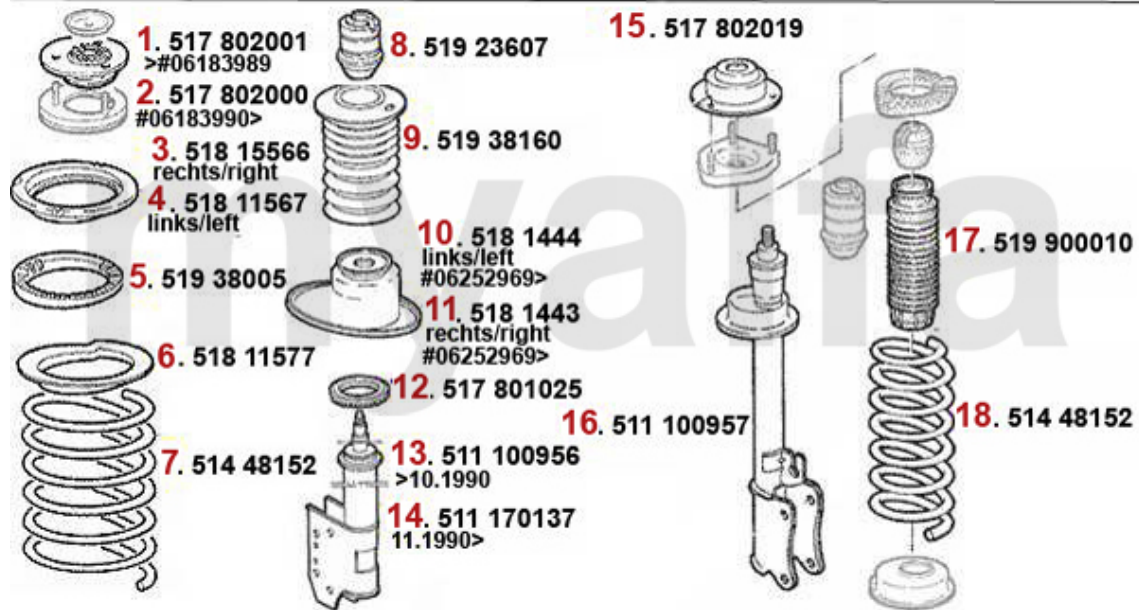 1. 517 802001
>#06183989
2. 517 802000
#06183990>
3. 518 15566
rechts/right
4. 518 11567
links/left
5. 519 38005
6. 518 11577
7. 514 48152
8. 519 23607
9. 519 38160
10. 518 1444
links/left
#06252969>
11. 518 1443
rechts/right
#06252969>
12. 517 801025
13. 511 100956
>10.1990
14. 511 170137
11.1990>
15. 517 802019
16. 511 100957
17. 519 900010
18. 514 48152
myalfa